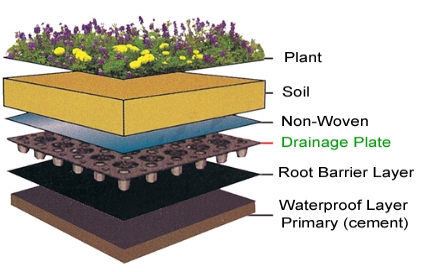 Plant
Soil
Non-Woven
Drainage Plate
Root Barrier Layer
Waterproof Layer
Primary (cement)